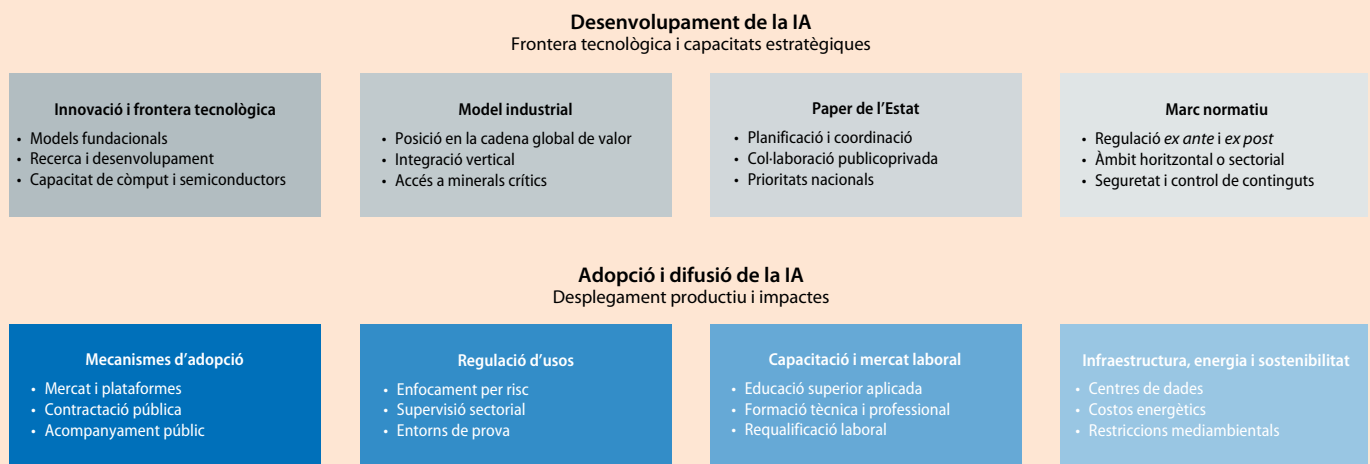 Desenvolupament de la IA
Frontera tecnològica i capacitats estratègiques
Innovació i frontera tecnològica
• Models fundacionals
• Recerca i desenvolupament
• Capacitat de còmput i semiconductors
Model industrial
• Posició en la cadena global de valor
• Integració vertical
• Accés a minerals crítics
Paper de l’Estat
• Planificació i coordinació
• Col·laboració publicoprivada
• Prioritats nacionals
Marc normatiu
• Regulació ex ante i ex post
• Àmbit horitzontal o sectorial
• Seguretat i control de continguts
Adopció i difusió de la IA
Desplegament productiu i impactes
Mecanismes d’adopció
• Mercat i plataformes
• Contractació pública
• Acompanyament públic
Regulació d’usos
• Enfocament per risc
• Supervisió sectorial
• Entorns de prova
Capacitació i mercat laboral
• Educació superior aplicada
• Formació tècnica i professional
• Requalificació laboral
Infraestructura, energia i sostenibilitat
• Centres de dades
• Costos energètics
• Restriccions mediambientals